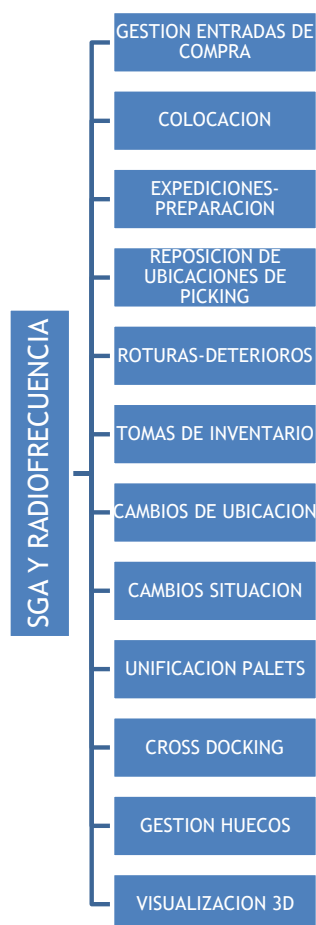 SGA Y RADIOFRECUENCIA
GESTION ENTRADAS DE
COMPRA
COLOCACION
EXPEDICIONES-
PREPARACION
REPOSICION DE
UBICACIONES DE
PICKING
ROTURAS-DETERIOROS
TOMAS DE INVENTARIO
CAMBIOS DE UBICACION
CAMBIOS SITUACION
UNIFICACION PALETS
CROSS DOCKING
GESTION HUECOS
VISUALIZACION 3D